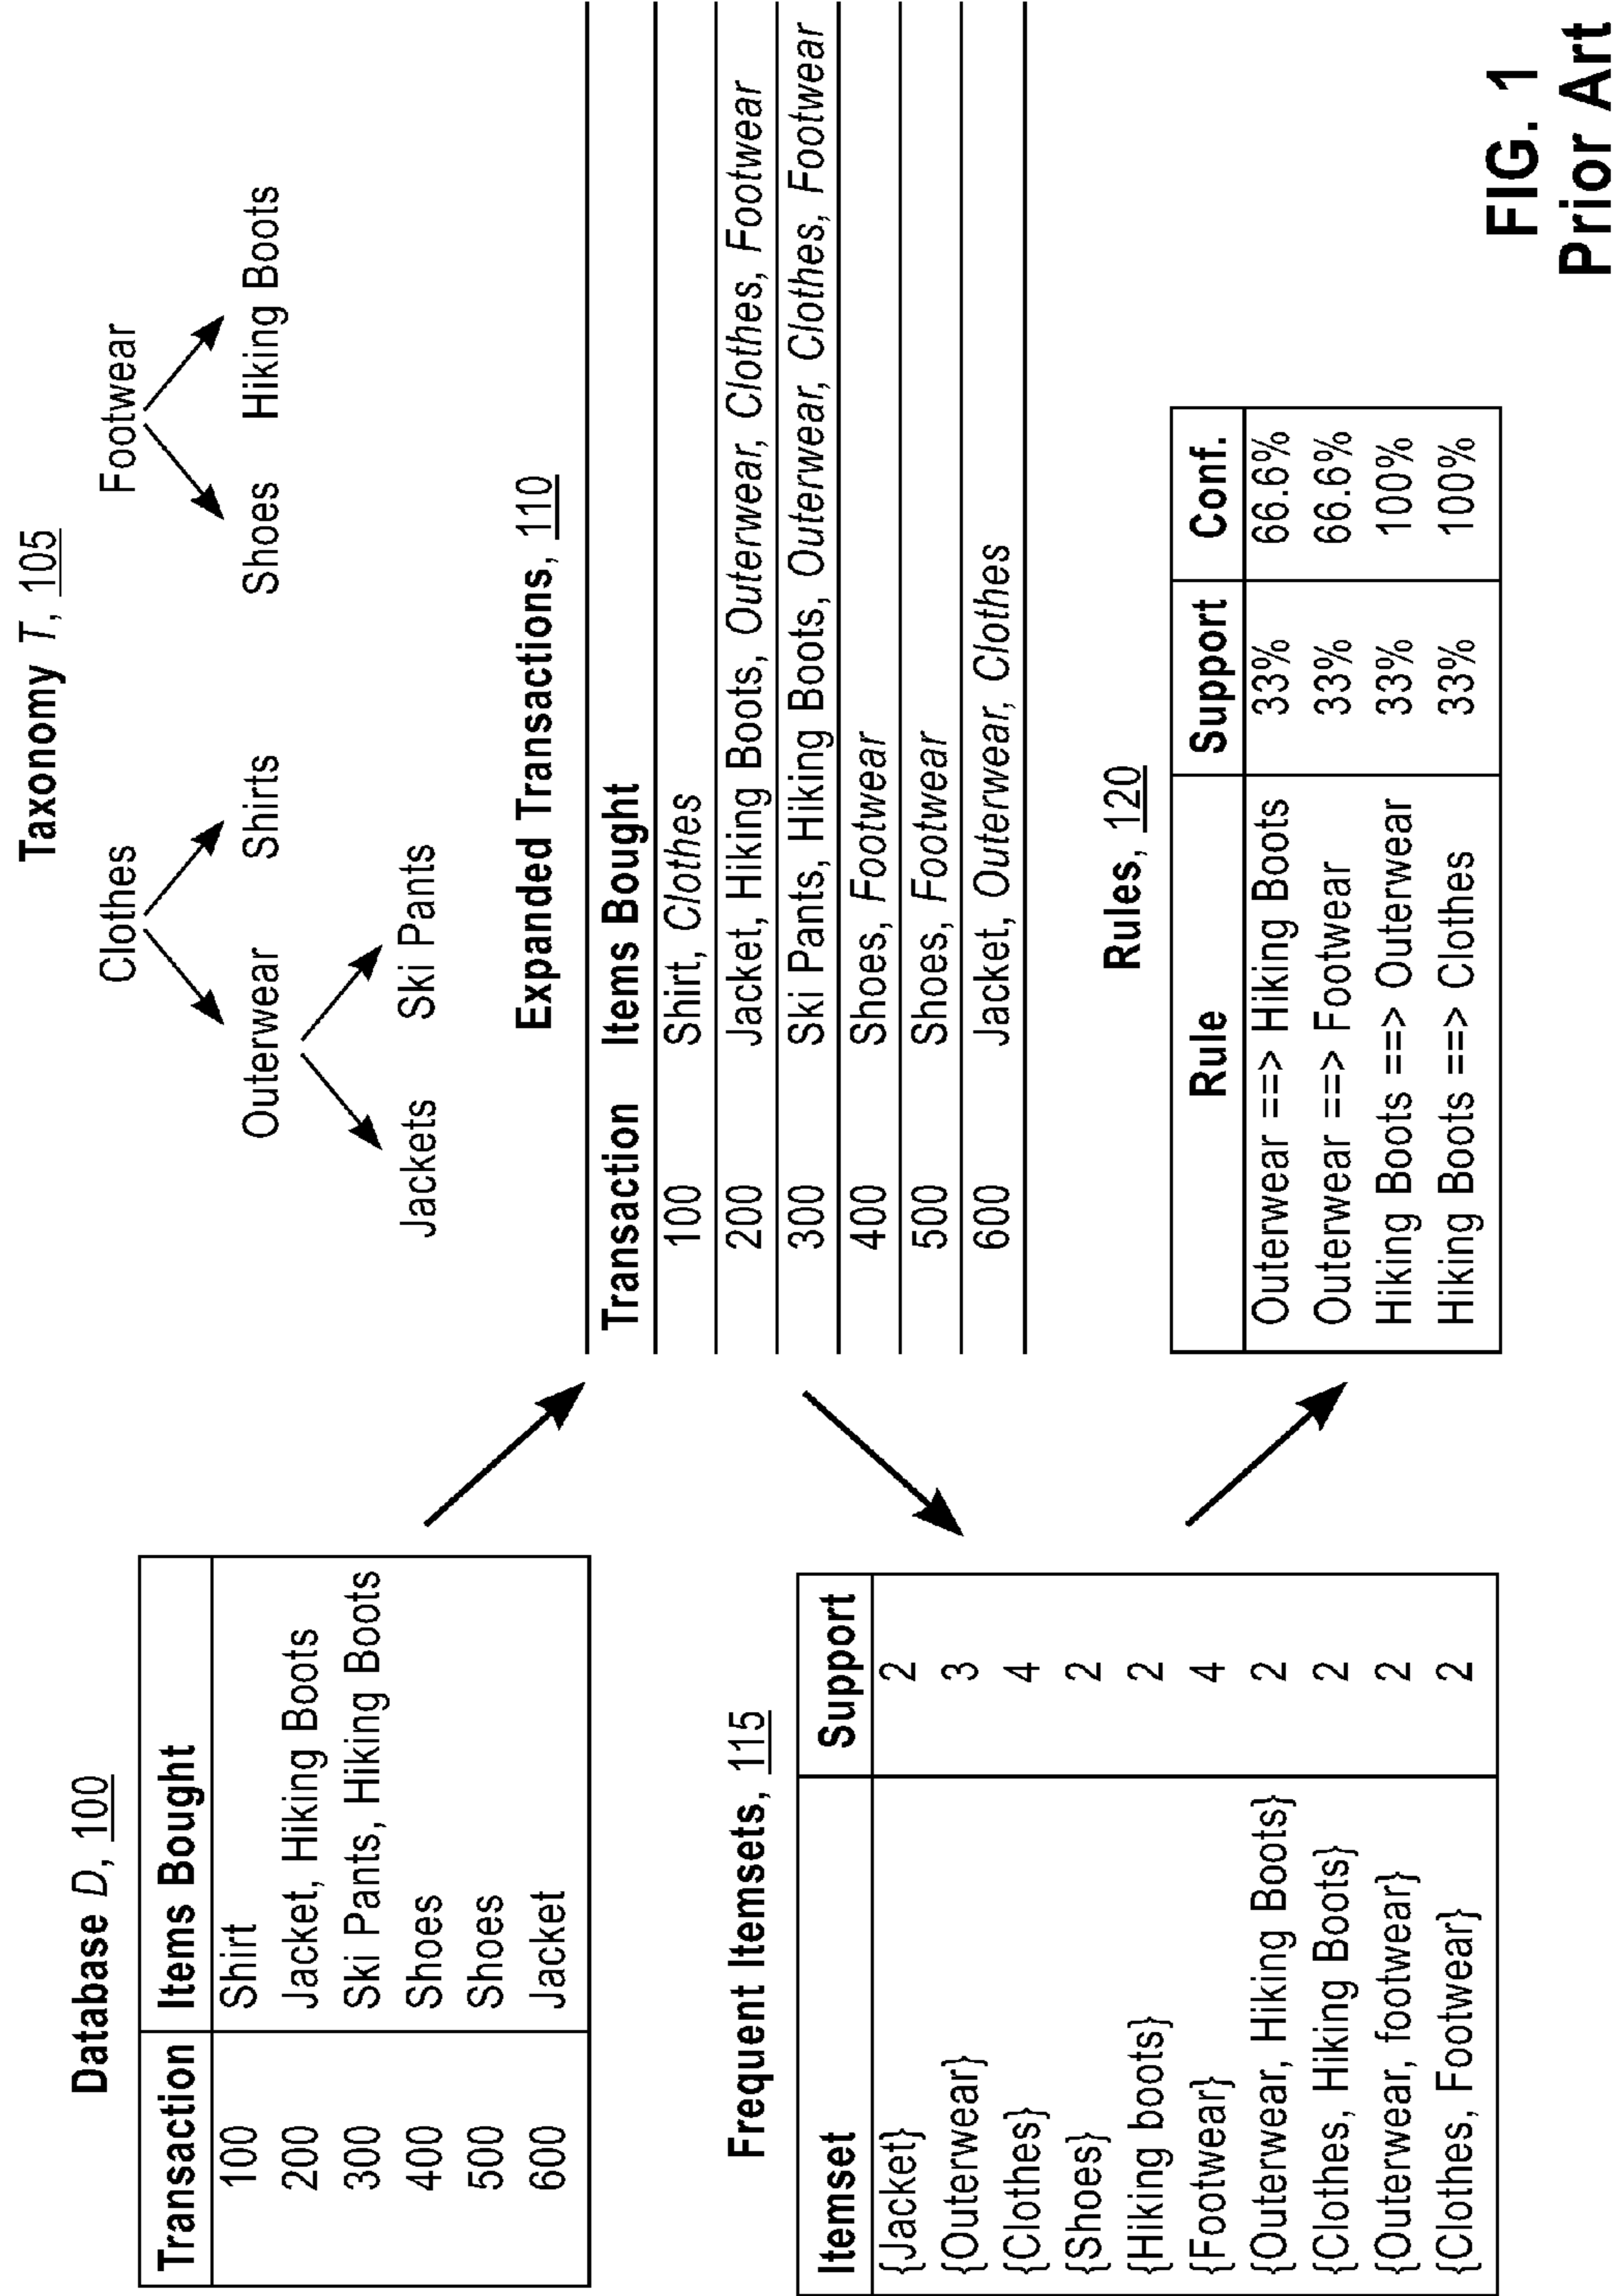 Database D, 100
Transaction Items Bought
100 Shirt
200 Jacket, Hiking Boots
300 Ski Pants, Hiking Boots
400 Shoes
500 Shoes
600 Jacket
Taxonomy T, 105
Clothes Footwear
Outerwear Shirts Shoes Hiking Boots
Jackets Ski Pants
Expanded Transactions, 110
Transaction Items Bought
100 Shirt, Clothes
200 Jacket, Hiking Boots, Outerwear, Clothes, Footwear
300 Ski Pants, Hiking Boots, Outerwear, Clothes, Footwear
400 Shoes, Footwear
500 Shoes, Footwear
600 Jacket, Outerwear, Clothes
Frequent Itemsets, 115
Itemset Support
{Jacket} 2
{Outerwear} 3
{Clothes} 4
{Shoes} 2
{Hiking boots} 2
{Footwear} 4
{Outerwear, Hiking Boots} 2
{Clothes, Hiking Boots} 2
{Outerwear, footwear} 2
{Clothes, Footwear} 2
Rules, 120
Rule Support Conf.
Outerwear ==> Hiking Boots 33% 66.6%
Outerwear ==> Footwear 33% 66.6%
Hiking Boots ==> Outerwear 33% 100%
Hiking Boots ==> Clothes 33% 100%
FIG. 1
Prior Art